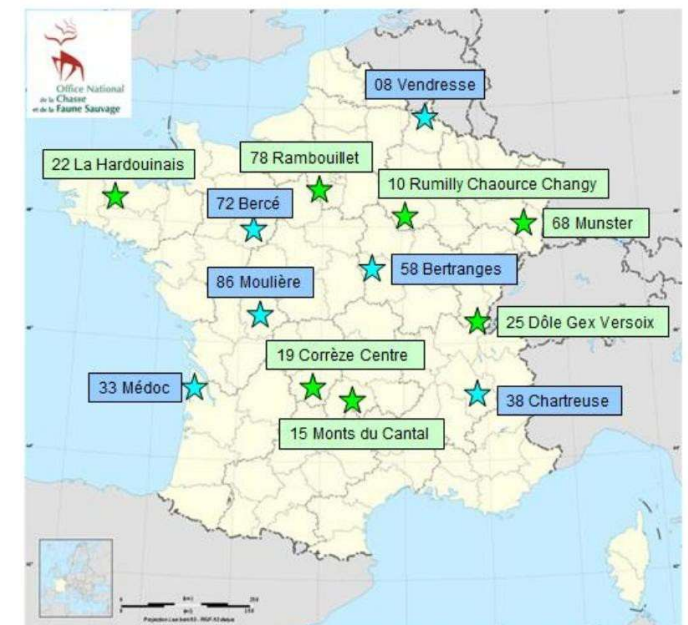 Office National
de la Chasse
et de la Faune Sauvage
08 Vendresse
22 La Hardouinais
78 Rambouillet
10 Rumilly Chaource Changy
72 Bercé
68 Munster
86 Moulière
58 Bertranges
25 Dôle Gex Versoix
19 Corrèze Centre
33 Médoc
38 Chartreuse
15 Monts du Cantal